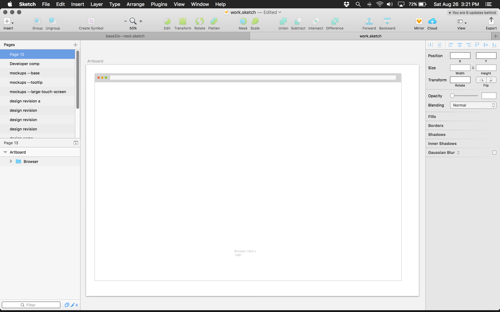 Sketch File Edit Insert Layer Type Arrange Plugins View Window Help
72% Sat Aug 26 3:21 PM
work.sketch — Edited
Insert Group Ungroup Create Symbol 50% Edit Transform Rotate Flatten Mask Scale Union Subtract Intersect Difference Forward Backward Mirror Cloud View Export
work.sketch
You are 6 updates behind
Pages
Page 13
Developer comp
mockups --base
mockups --tooltip
mockups --large-touch-screen
design revision a
design revision
design revision
design revision
Page 13
Artboard
Browser
Filter
Artboard
Position
X Y
Size
Width Height
Transform
Rotate Flip
Opacity
Blending Normal
Fills
Borders
Shadows
Inner Shadows
Gaussian Blur